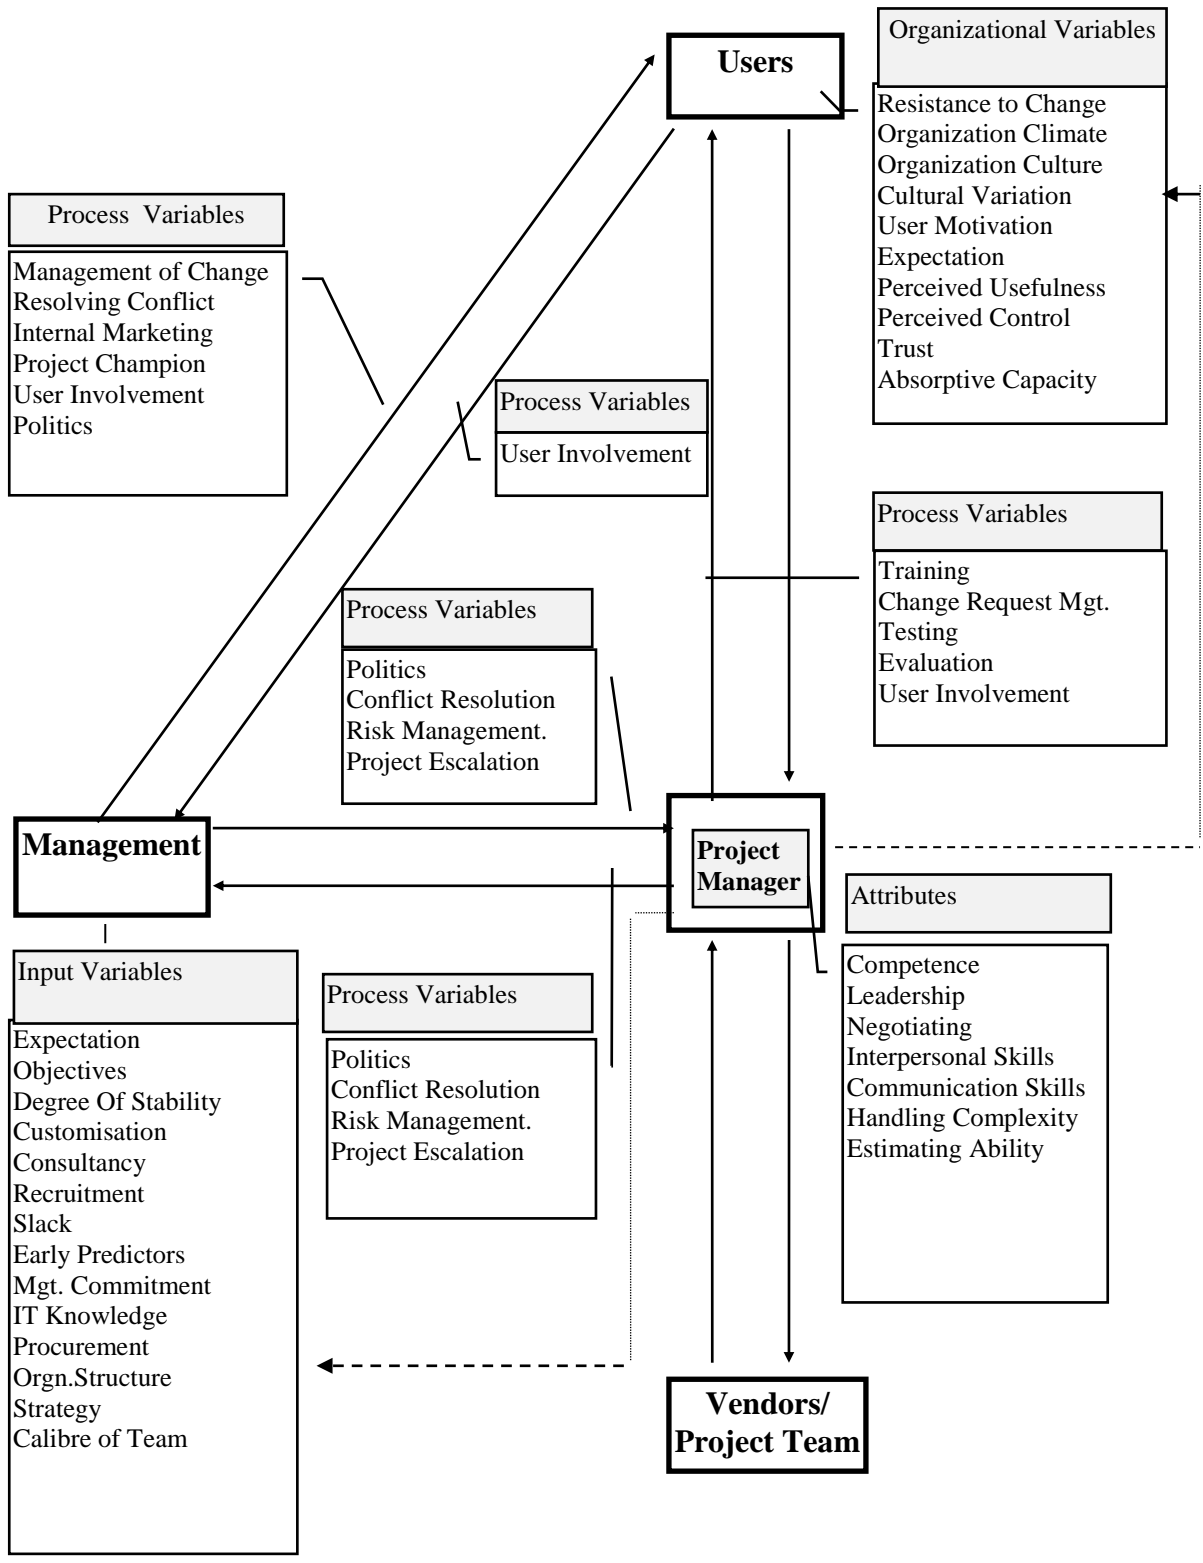 Users
Organizational Variables
Resistance to Change
Organization Climate
Organization Culture
Cultural Variation
User Motivation
Expectation
Perceived Usefulness
Perceived Control
Trust
Absorptive Capacity
Process Variables
Management of Change
Resolving Conflict
Internal Marketing
Project Champion
User Involvement
Politics
Process Variables
User Involvement
Process Variables
Training
Change Request Mgt.
Testing
Evaluation
User Involvement
Process Variables
Politics
Conflict Resolution
Risk Management.
Project Escalation
Management
Project
Manager
Attributes
Competence
Leadership
Negotiating
Interpersonal Skills
Communication Skills
Handling Complexity
Estimating Ability
Input Variables
Expectation
Objectives
Degree Of Stability
Customisation
Consultancy
Recruitment
Slack
Early Predictors
Mgt. Commitment
IT Knowledge
Procurement
Orgn.Structure
Strategy
Calibre of Team
Process Variables
Politics
Conflict Resolution
Risk Management.
Project Escalation
Vendors/
Project Team